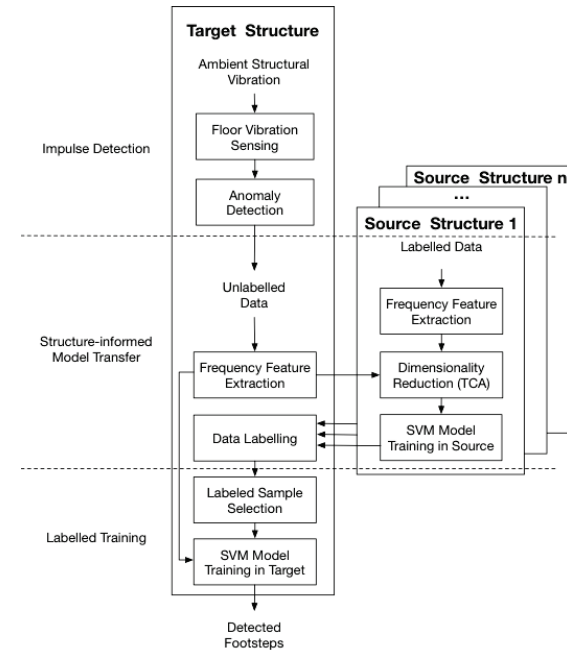 Target Structure
Ambient Structural
Vibration
Floor Vibration
Sensing
Impulse Detection
Anomaly
Detection
Source Structure n
...
Source Structure 1
Labelled Data
Unlabelled
Data
Frequency Feature
Extraction
Structure-informed
Model Transfer
Frequency Feature
Extraction
Dimensionality
Reduction (TCA)
Data Labelling
SVM Model
Training in Source
Labeled Sample
Selection
Labelled Training
SVM Model
Training in Target
Detected
Footsteps